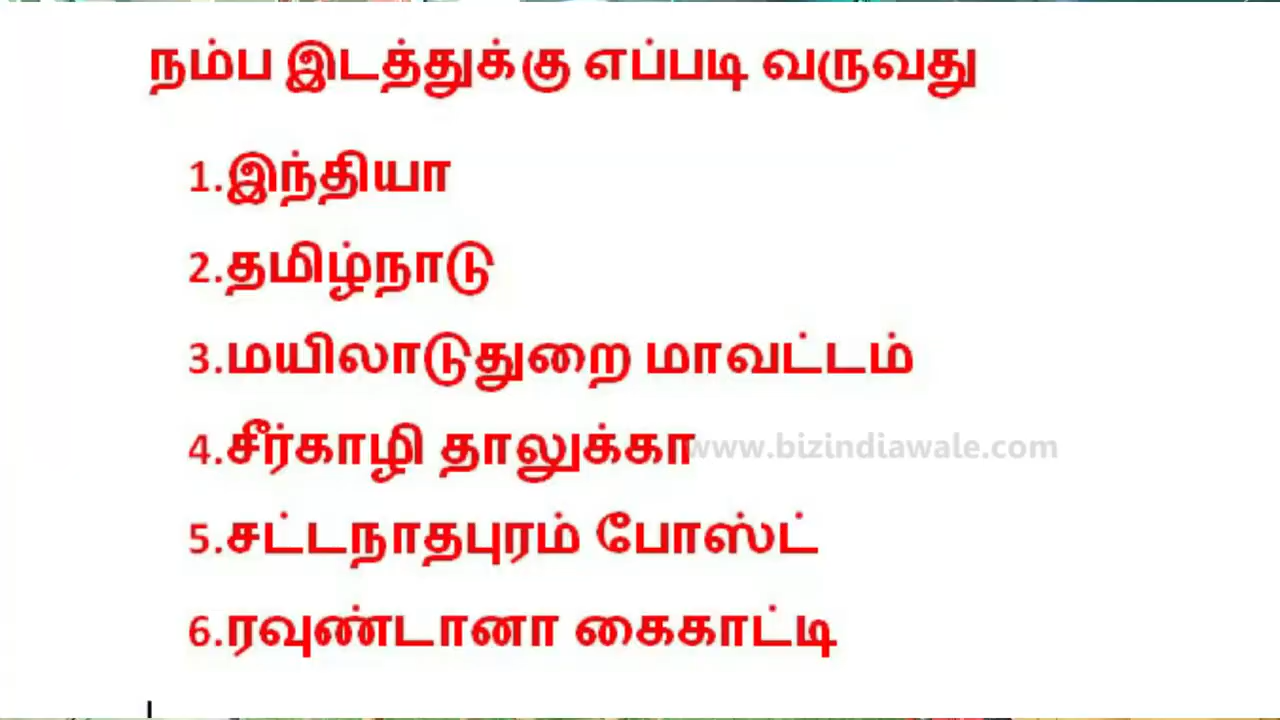 நம்ப இடத்துக்கு எப்படி வருவது
1.இந்தியா
2.தமிழ்நாடு
3.மயிலாடுதுறை மாவட்டம்
4.சீர்காழி தாலுக்கா
www.bizindiawale.com
5.சட்டநாதபுரம் போஸ்ட்
6.ரவுண்டானா கைகாட்டி